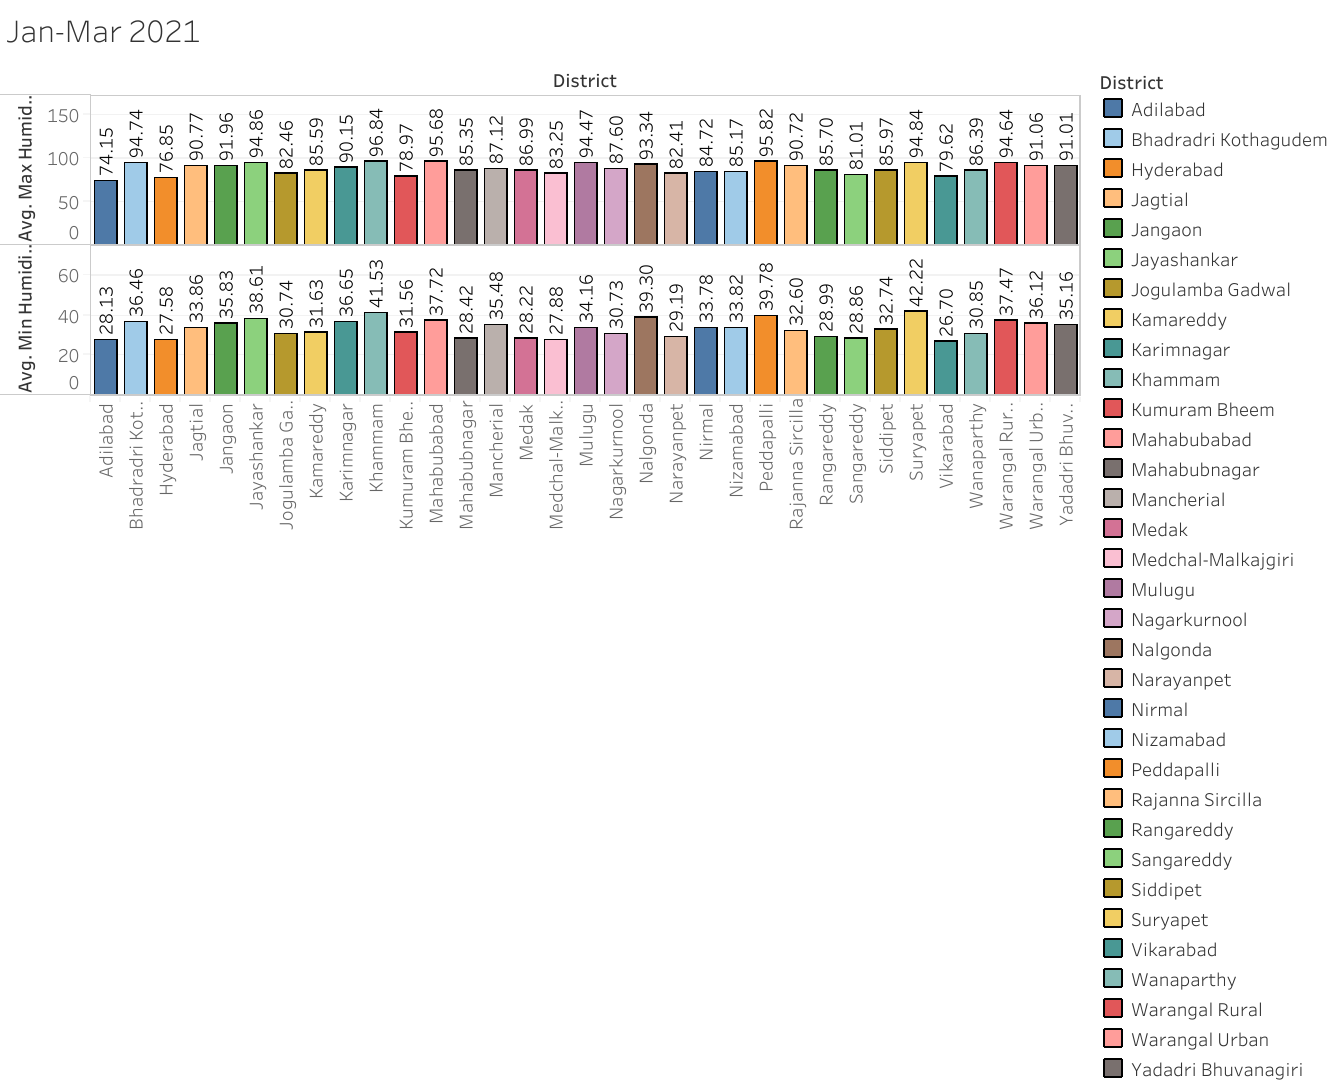 Jan-Mar 2021
District
Avg. Max Humid..
150
100
50
0
74.15
94.74
76.85
90.77
91.96
94.86
82.46
85.59
90.15
96.84
78.97
95.68
85.35
87.12
86.99
83.25
94.47
87.60
93.34
82.41
84.72
85.17
95.82
90.72
85.70
81.01
85.97
94.84
79.62
86.39
94.64
91.06
91.01
Avg. Min Humidi..
60
40
20
0
28.13
36.46
27.58
33.86
35.83
38.61
30.74
31.63
36.65
41.53
31.56
37.72
28.42
35.48
28.22
27.88
34.16
30.73
39.30
29.19
33.78
33.82
39.78
32.60
28.99
28.86
32.74
42.22
26.70
30.85
37.47
36.12
35.16
Adilabad
Bhadradri Kot..
Hyderabad
Jagtial
Jangaon
Jayashankar
Jogulamba Ga..
Kamareddy
Karimnagar
Khammam
Kumuram Bhe..
Mahabubabad
Mahabubnagar
Mancherial
Medak
Medchal-Malk..
Mulugu
Nagarkurnool
Nalgonda
Narayanpet
Nirmal
Nizamabad
Peddapalli
Rajanna Sircilla
Rangareddy
Sangareddy
Siddipet
Suryapet
Vikarabad
Wanaparthy
Warangal Rur..
Warangal Urb..
Yadadri Bhuv..
District
Adilabad
Bhadradri Kothagudem
Hyderabad
Jagtial
Jangaon
Jayashankar
Jogulamba Gadwal
Kamareddy
Karimnagar
Khammam
Kumuram Bheem
Mahabubabad
Mahabubnagar
Mancherial
Medak
Medchal-Malkajgiri
Mulugu
Nagarkurnool
Nalgonda
Narayanpet
Nirmal
Nizamabad
Peddapalli
Rajanna Sircilla
Rangareddy
Sangareddy
Siddipet
Suryapet
Vikarabad
Wanaparthy
Warangal Rural
Warangal Urban
Yadadri Bhuvanagiri